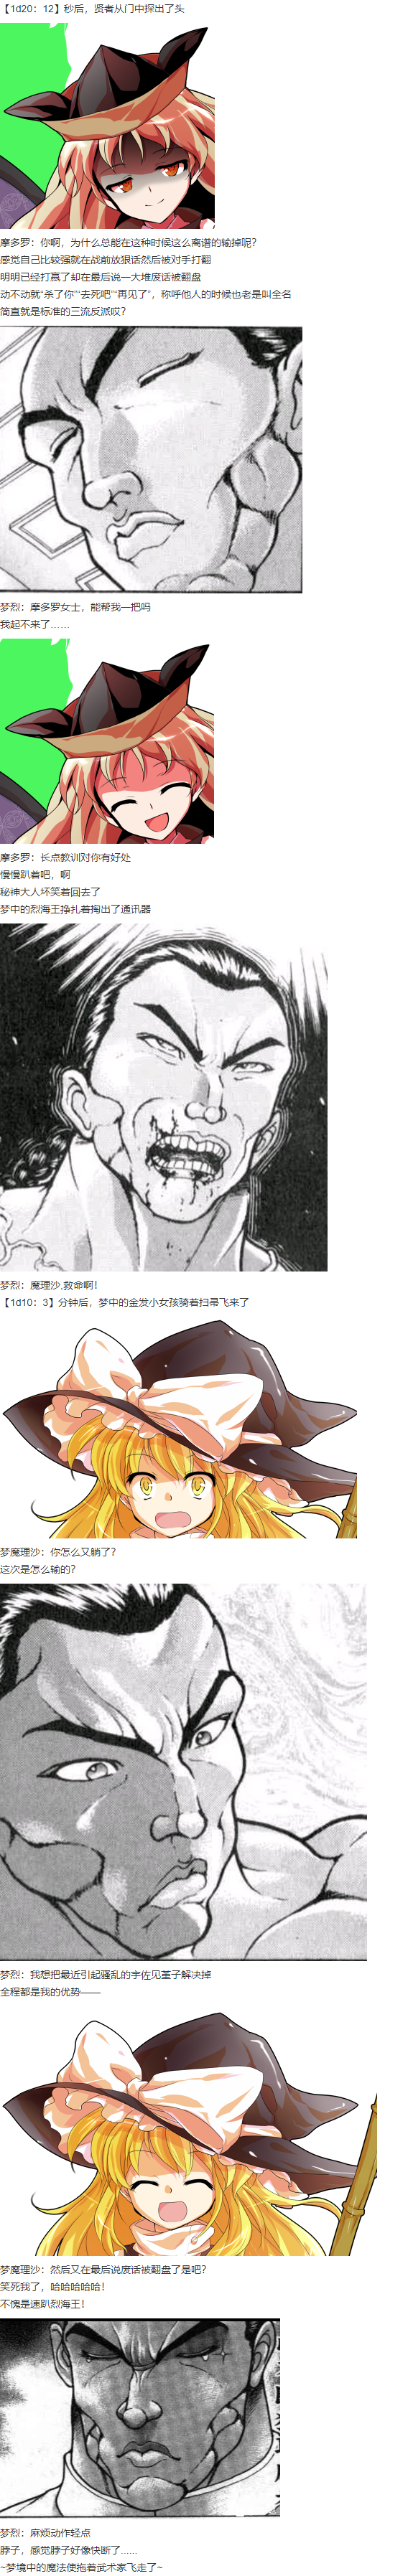 【1d20：12】秒后，贤者从门中探出了头
摩多罗：你啊，为什么总能在这种时候这么离谱的输掉呢？
感觉自己比较强就在战前放狠话然后被对手打翻
明明已经打赢了却在最后说一大堆废话被翻盘
动不动就“杀了你”“去死吧”“再见了”，称呼他人的时候也老是叫全名
简直就是标准的三流反派哎？
梦烈：摩多罗女士，能帮我一把吗
我起不来了……
摩多罗：长点教训对你有好处
慢慢趴着吧，啊
秘神大人坏笑着回去了
梦中的烈海王挣扎着掏出了通讯器
梦烈：魔理沙,救命啊！
【1d10：3】分钟后，梦中的金发小女孩骑着扫帚飞来了
梦魔理沙：你怎么又躺了？
这次是怎么输的？
梦烈：我想把最近引起骚乱的宇佐见堇子解决掉
全程都是我的优势——
梦魔理沙：然后又在最后说废话被翻盘了是吧？
笑死我了，哈哈哈哈哈！
不愧是速趴烈海王！
梦烈：麻烦动作轻点
脖子，感觉脖子好像快断了……
~梦境中的魔法使拖着武术家飞走了~